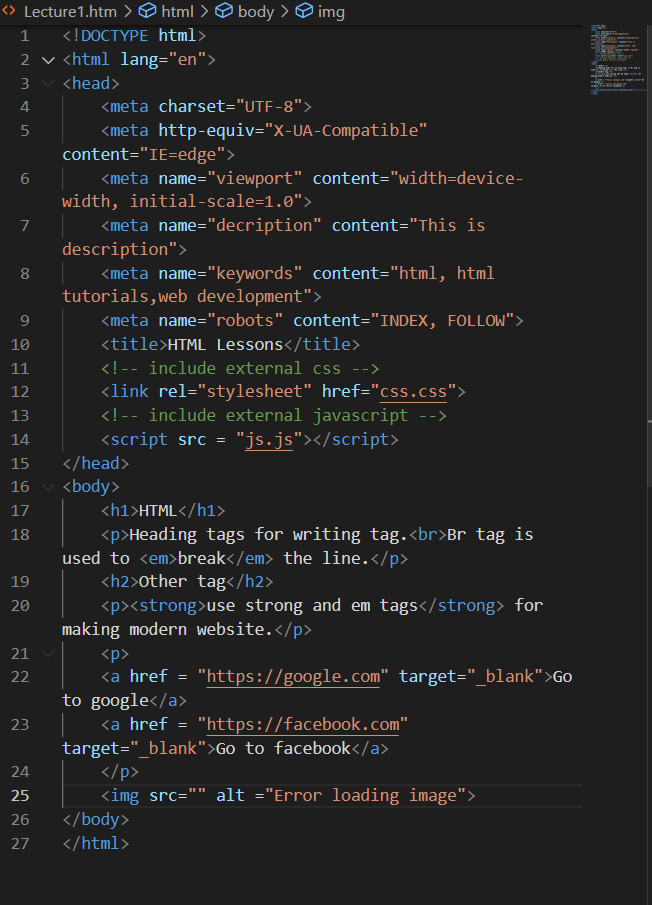 Lecture1.htm > html > body > img
1 <!DOCTYPE html>
2 <html lang="en">
3 <head>
4 <meta charset="UTF-8">
5 <meta http-equiv="X-UA-Compatible"
content="IE=edge">
6 <meta name="viewport" content="width=device-
width, initial-scale=1.0">
7 <meta name="decription" content="This is
description">
8 <meta name="keywords" content="html, html
tutorials,web development">
9 <meta name="robots" content="INDEX, FOLLOW">
10 <title>HTML Lessons</title>
11 <!-- include external css -->
12 <link rel="stylesheet" href="css.css">
13 <!-- include external javascript -->
14 <script src = "js.js"></script>
15 </head>
16 <body>
17 <h1>HTML</h1>
18 <p>Heading tags for writing tag.<br>Br tag is
used to <em>break</em> the line.</p>
19 <h2>Other tag</h2>
20 <p><strong>use strong and em tags</strong> for
making modern website.</p>
21 <p>
22 <a href = "https://google.com" target="_blank">Go
to google</a>
23 <a href = "https://facebook.com"
target="_blank">Go to facebook</a>
24 </p>
25 <img src="" alt ="Error loading image">
26 </body>
27 </html>